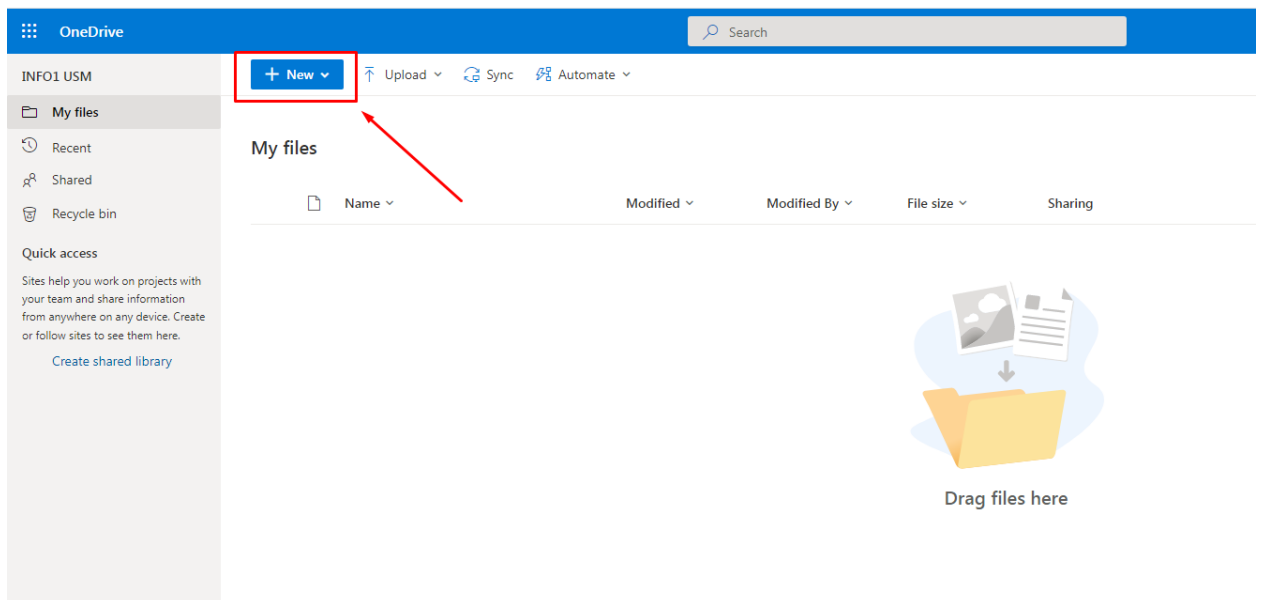 OneDrive
Search
INFO1 USM
New
Upload
Sync
Automate
My files
Recent
Shared
Recycle bin
Quick access
Sites help you work on projects with
your team and share information
from anywhere on any device. Create
or follow sites to see them here.
Create shared library
My files
Name
Modified
Modified By
File size
Sharing
Drag files here